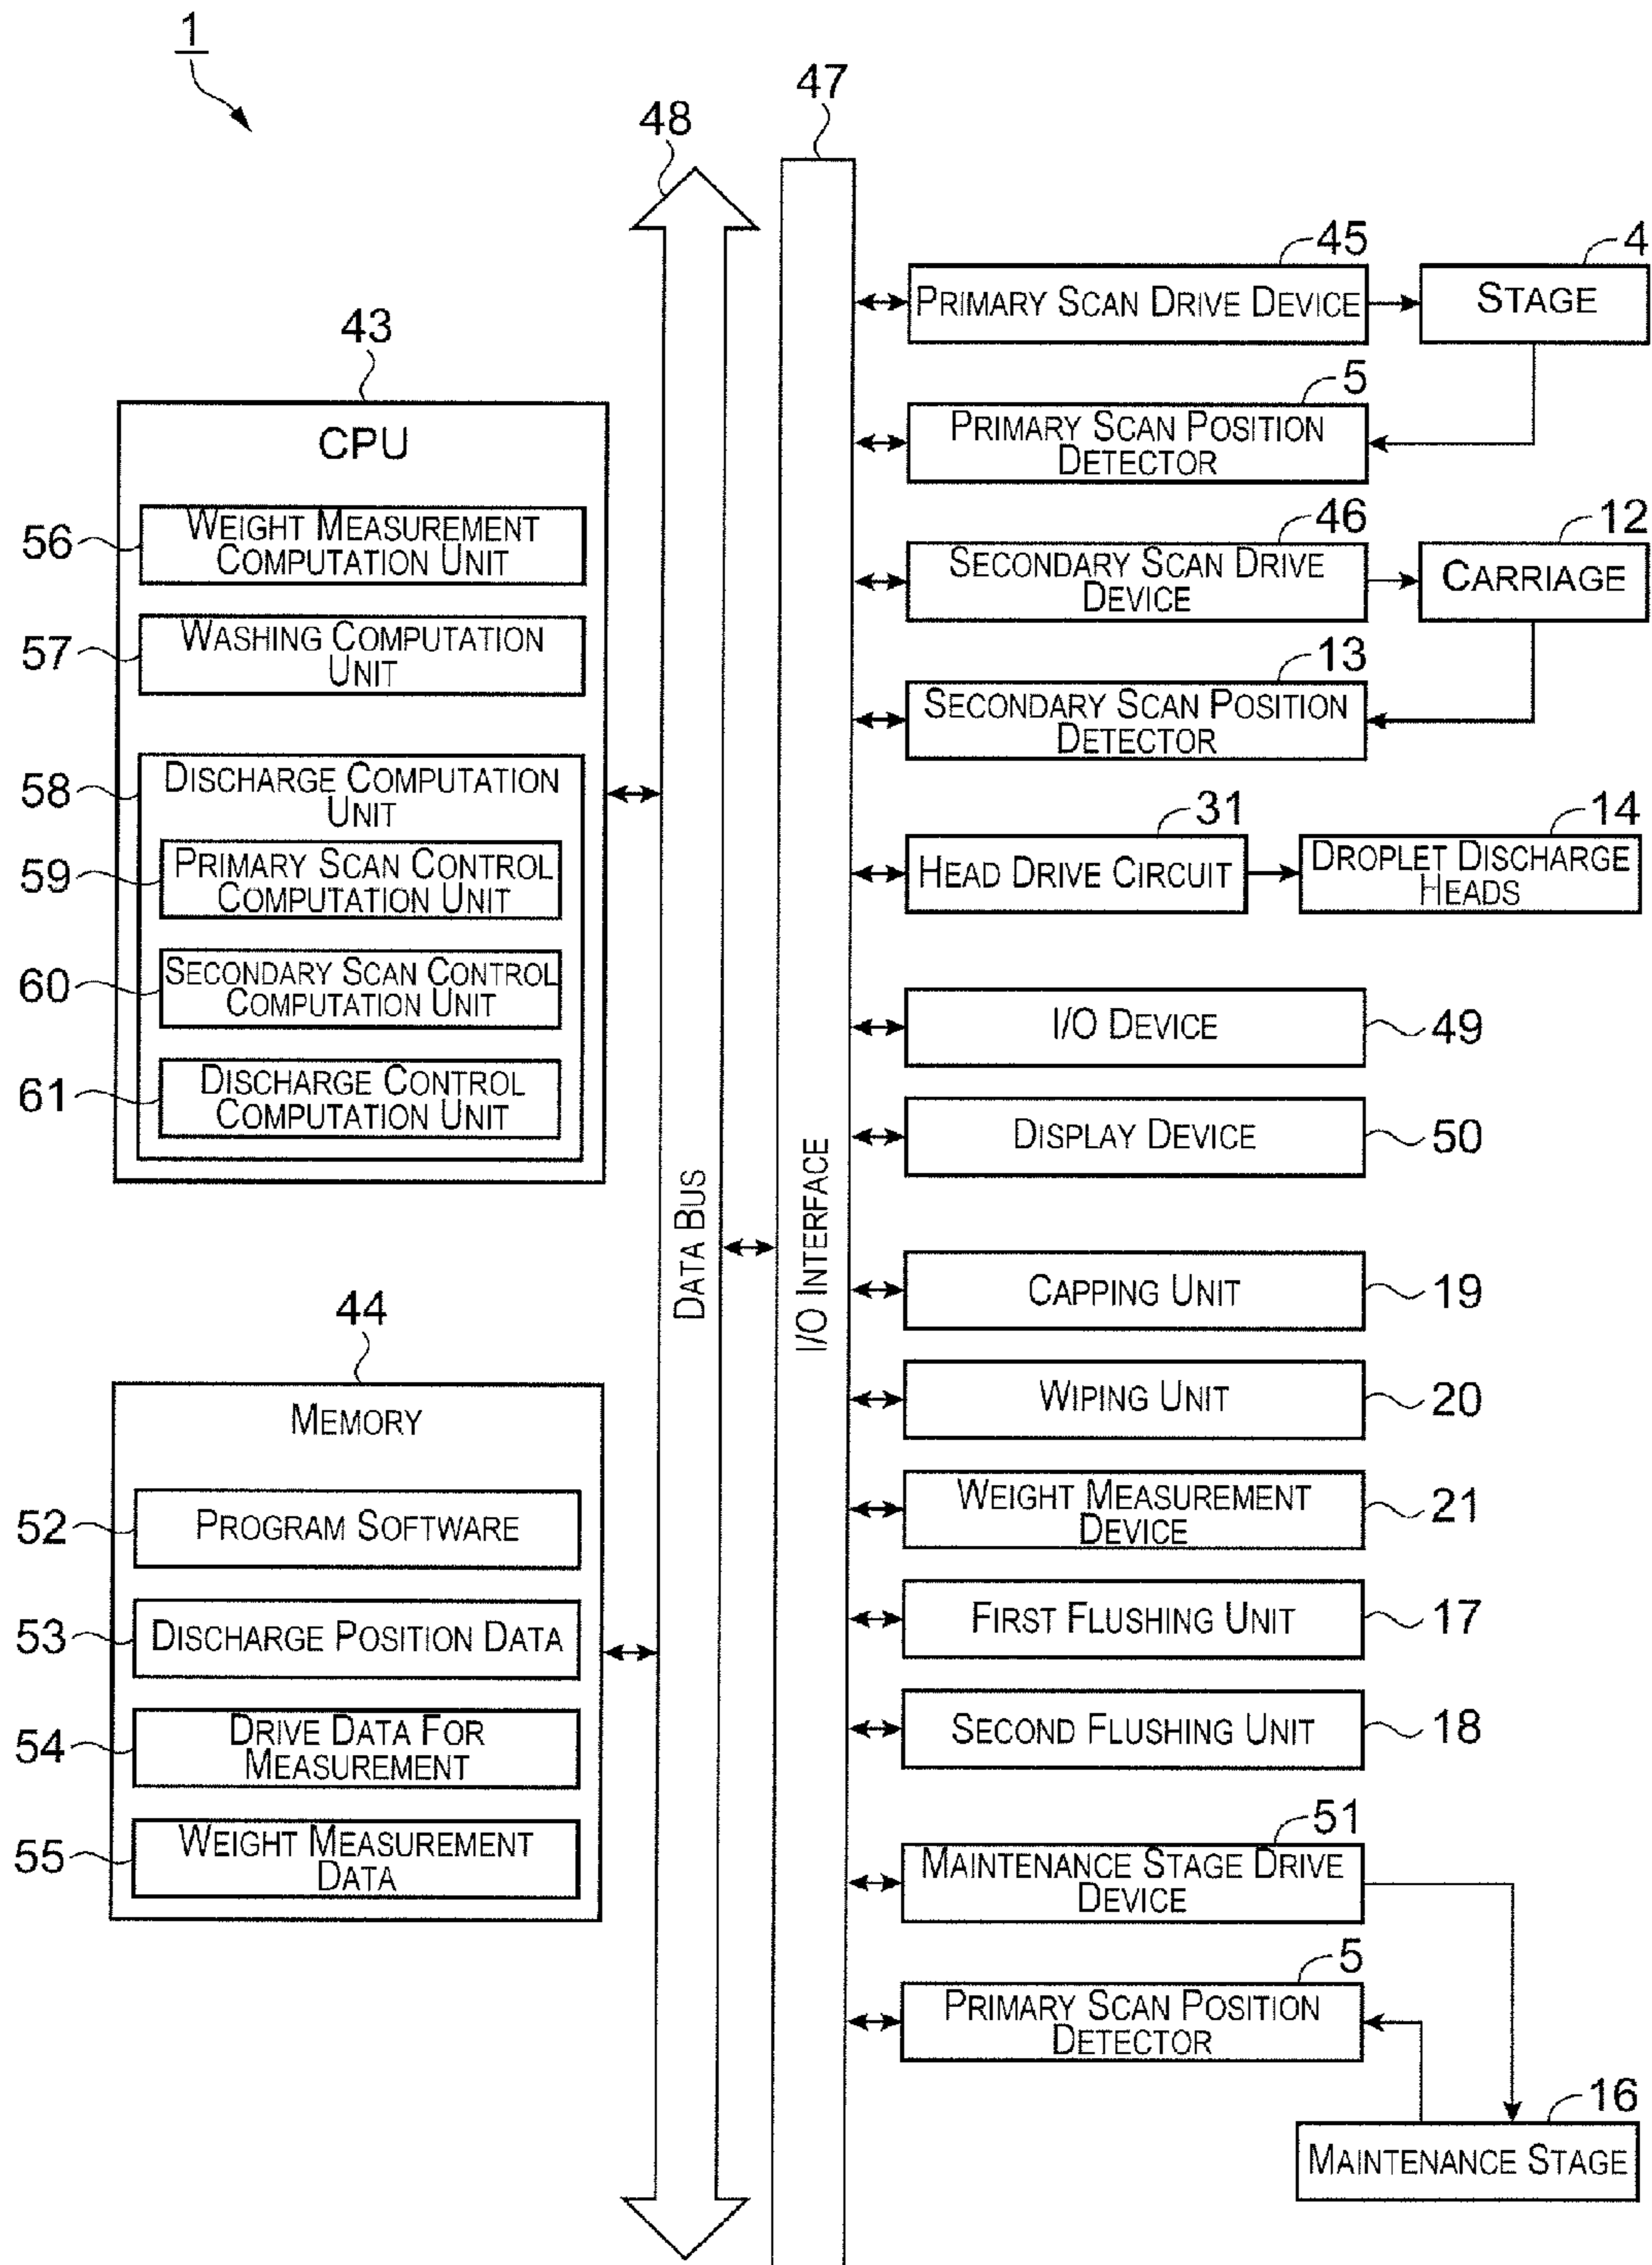 1
47
48
45
4
PRIMARY SCAN DRIVE DEVICE
STAGE
43
5
CPU
PRIMARY SCAN POSITION
DETECTOR
56
WEIGHT MEASUREMENT
COMPUTATION UNIT
46
12
SECONDARY SCAN DRIVE
DEVICE
CARRIAGE
57
WASHING COMPUTATION
UNIT
13
SECONDARY SCAN POSITION
DETECTOR
58
DISCHARGE COMPUTATION
UNIT
31
14
59
PRIMARY SCAN CONTROL
COMPUTATION UNIT
HEAD DRIVE CIRCUIT
DROPLET DISCHARGE
HEADS
60
SECONDARY SCAN CONTROL
COMPUTATION UNIT
I/O DEVICE
49
61
DISCHARGE CONTROL
COMPUTATION UNIT
DISPLAY DEVICE
50
DATA BUS
I/O INTERFACE
CAPPING UNIT
19
44
WIPING UNIT
20
MEMORY
WEIGHT MEASUREMENT
DEVICE
21
52
PROGRAM SOFTWARE
FIRST FLUSHING UNIT
17
53
DISCHARGE POSITION DATA
SECOND FLUSHING UNIT
18
54
DRIVE DATA FOR
MEASUREMENT
51
55
WEIGHT MEASUREMENT
DATA
MAINTENANCE STAGE DRIVE
DEVICE
5
PRIMARY SCAN POSITION
DETECTOR
16
MAINTENANCE STAGE